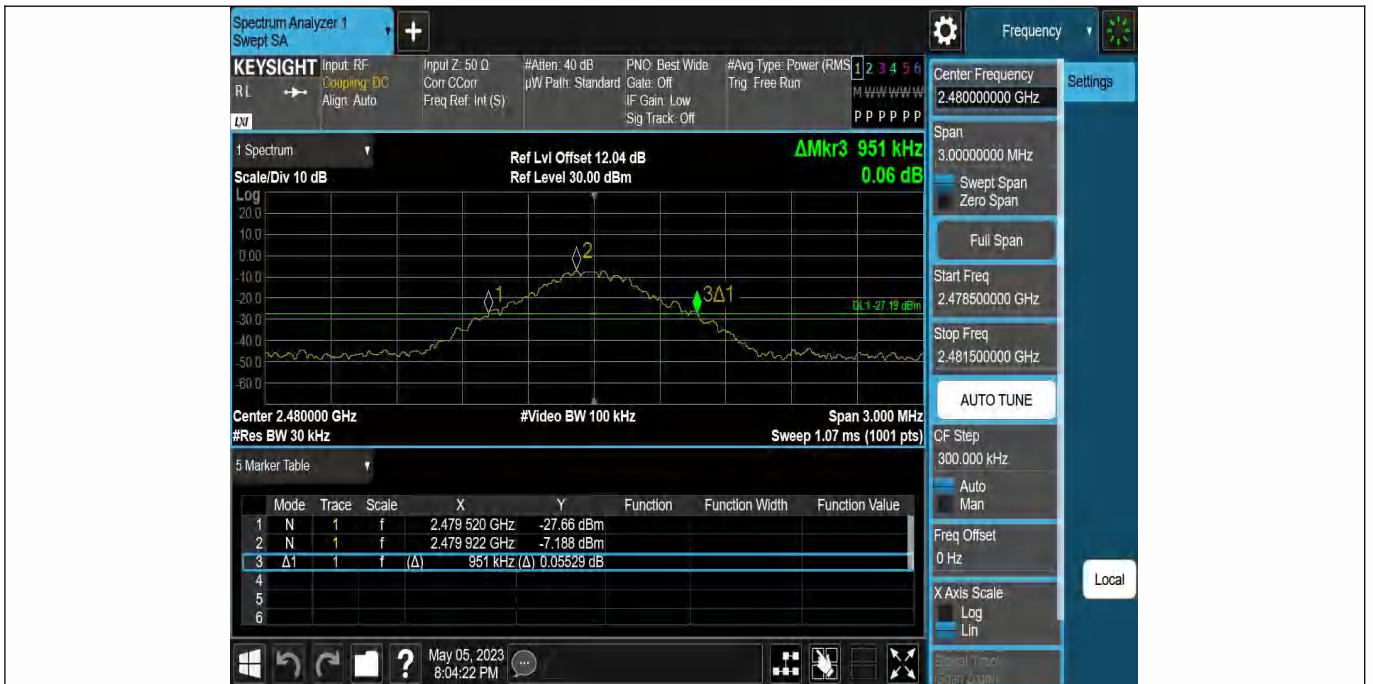 Spectrum Analyzer 1
Swept SA
+
Frequency
KEYSIGHT
RL
LXI
Input: RF
Coupling: DC
Align: Auto
Input Z: 50 Ω
Corr CCorr
Freq Ref: Int (S)
#Atten: 40 dB
µW Path: Standard
PNO: Best Wide
Gate: Off
IF Gain: Low
Sig Track: Off
#Avg Type: Power (RMS
Trig: Free Run
1 2 3 4 5 6
M W W W W W
P P P P P P
1 Spectrum
Scale/Div 10 dB
Ref Lvl Offset 12.04 dB
Ref Level 30.00 dBm
ΔMkr3 951 kHz
0.06 dB
Log
20.0
10.0
0.00
-10.0
-20.0
-30.0
-40.0
-50.0
-60.0
1
2
3Δ1
DL1 -27.19 dBm
Center 2.480000 GHz
#Video BW 100 kHz
Span 3.000 MHz
#Res BW 30 kHz
Sweep 1.07 ms (1001 pts)
5 Marker Table
Mode Trace Scale X Y Function Function Width Function Value
1 N 1 f 2.479 520 GHz -27.66 dBm
2 N 1 f 2.479 922 GHz -7.188 dBm
3 Δ1 1 f (Δ) 951 kHz (Δ) 0.05529 dB
4
5
6
?
May 05, 2023
8:04:22 PM
Center Frequency
2.480000000 GHz
Settings
Span
3.00000000 MHz
Swept Span
Zero Span
Full Span
Start Freq
2.478500000 GHz
Stop Freq
2.481500000 GHz
AUTO TUNE
CF Step
300.000 kHz
Auto
Man
Freq Offset
0 Hz
X Axis Scale
Log
Lin
Local
Signal Track
(Span Zoom)